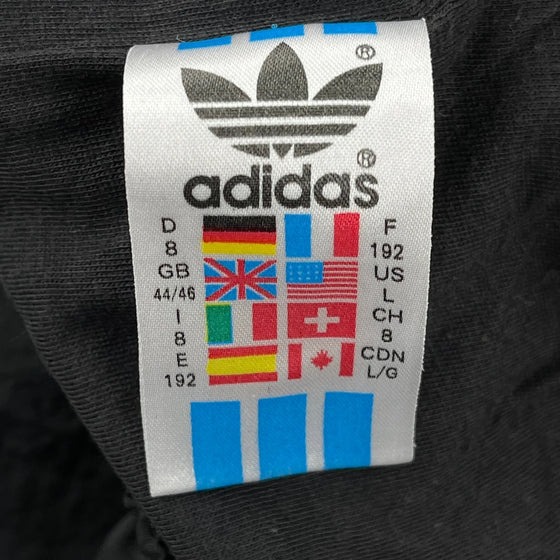 ®
®
adidas
D
8
GB
44/46
I
8
E
192
F
192
US
L
CH
8
CDN
L/G